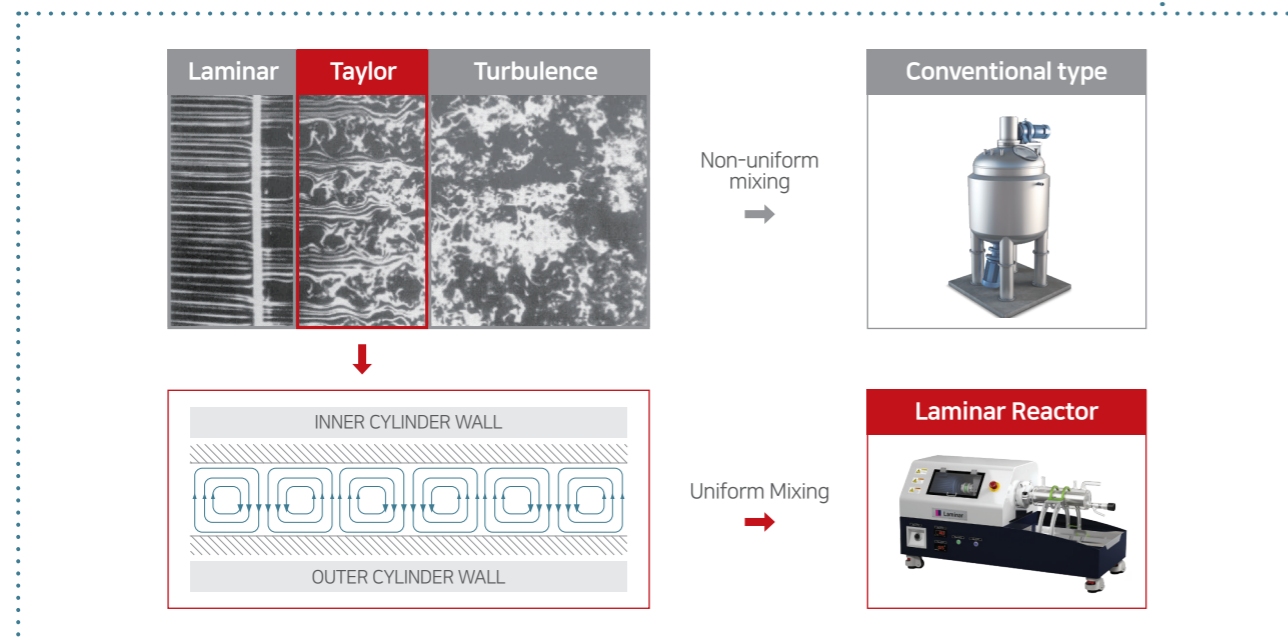 Laminar
Taylor
Turbulence
Conventional type
Non-uniform
mixing
INNER CYLINDER WALL
OUTER CYLINDER WALL
Uniform Mixing
Laminar Reactor
Laminar